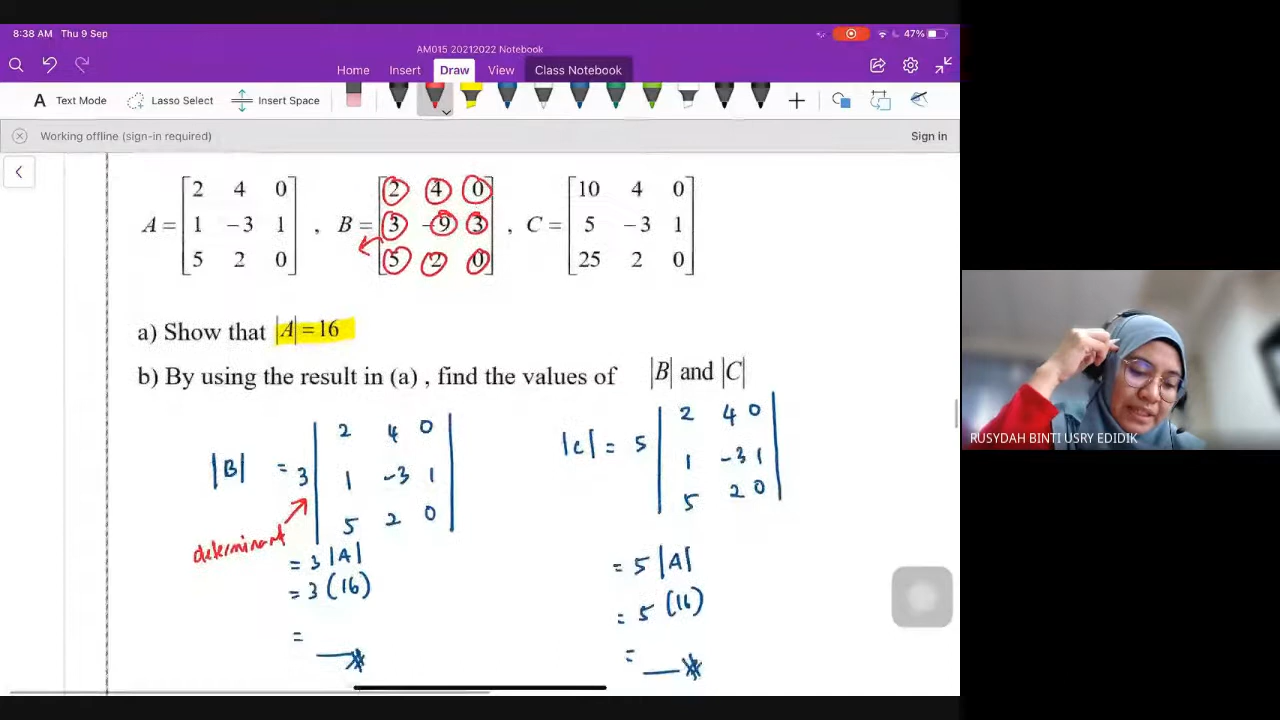 8:38 AM Thu 9 Sep
47%
AM015 20212022 Notebook
Home Insert Draw View Class Notebook
A Text Mode Lasso Select Insert Space
Working offline (sign-in required) Sign in
A = [2 4 0; 1 −3 1; 5 2 0] , B = [2 4 0; 3 −9 3; 5 2 0] , C = [10 4 0; 5 −3 1; 25 2 0]
a) Show that |A| = 16
b) By using the result in (a) , find the values of |B| and |C|
|B| = 3 |2 4 0; 1 -3 1; 5 2 0|
determinant
= 3 |A|
= 3 (16)
=
|C| = 5 |2 4 0; 1 -3 1; 5 2 0|
= 5 |A|
= 5 (16)
=
RUSYDAH BINTI USRY EDIDIK